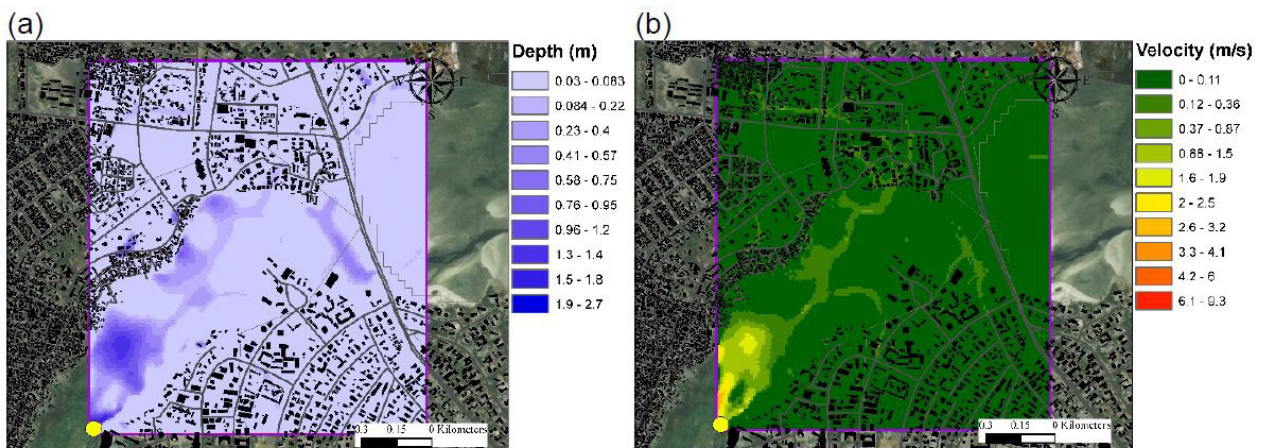 (a)
Depth (m)
0.03 - 0.083
0.084 - 0.22
0.23 - 0.4
0.41 - 0.57
0.58 - 0.75
0.76 - 0.95
0.96 - 1.2
1.3 - 1.4
1.5 - 1.8
1.9 - 2.7
W
E
S
0.3 0.15 0 Kilometers
(b)
Velocity (m/s)
0 - 0.11
0.12 - 0.36
0.37 - 0.87
0.88 - 1.5
1.6 - 1.9
2 - 2.5
2.6 - 3.2
3.3 - 4.1
4.2 - 6
6.1 - 9.3
W
E
S
0.3 0.15 0 Kilometers